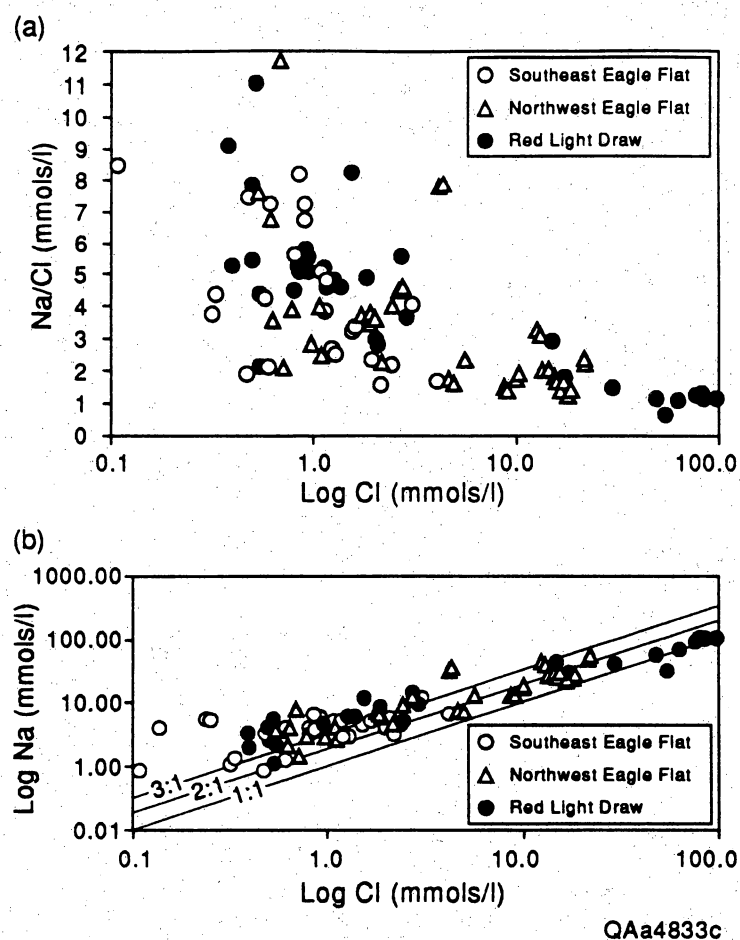 (a)
12
11
10
9
8
7
6
5
4
3
2
1
0
Na/Cl (mmols/l)
Southeast Eagle Flat
Northwest Eagle Flat
Red Light Draw
0.1 1.0 10.0 100.0
Log Cl (mmols/l)
(b)
1000.00
100.00
10.00
1.00
0.01
Log Na (mmols/l)
3:1
2:1
1:1
Southeast Eagle Flat
Northwest Eagle Flat
Red Light Draw
0.1 1.0 10.0 100.0
Log Cl (mmols/l)
QAa4833c